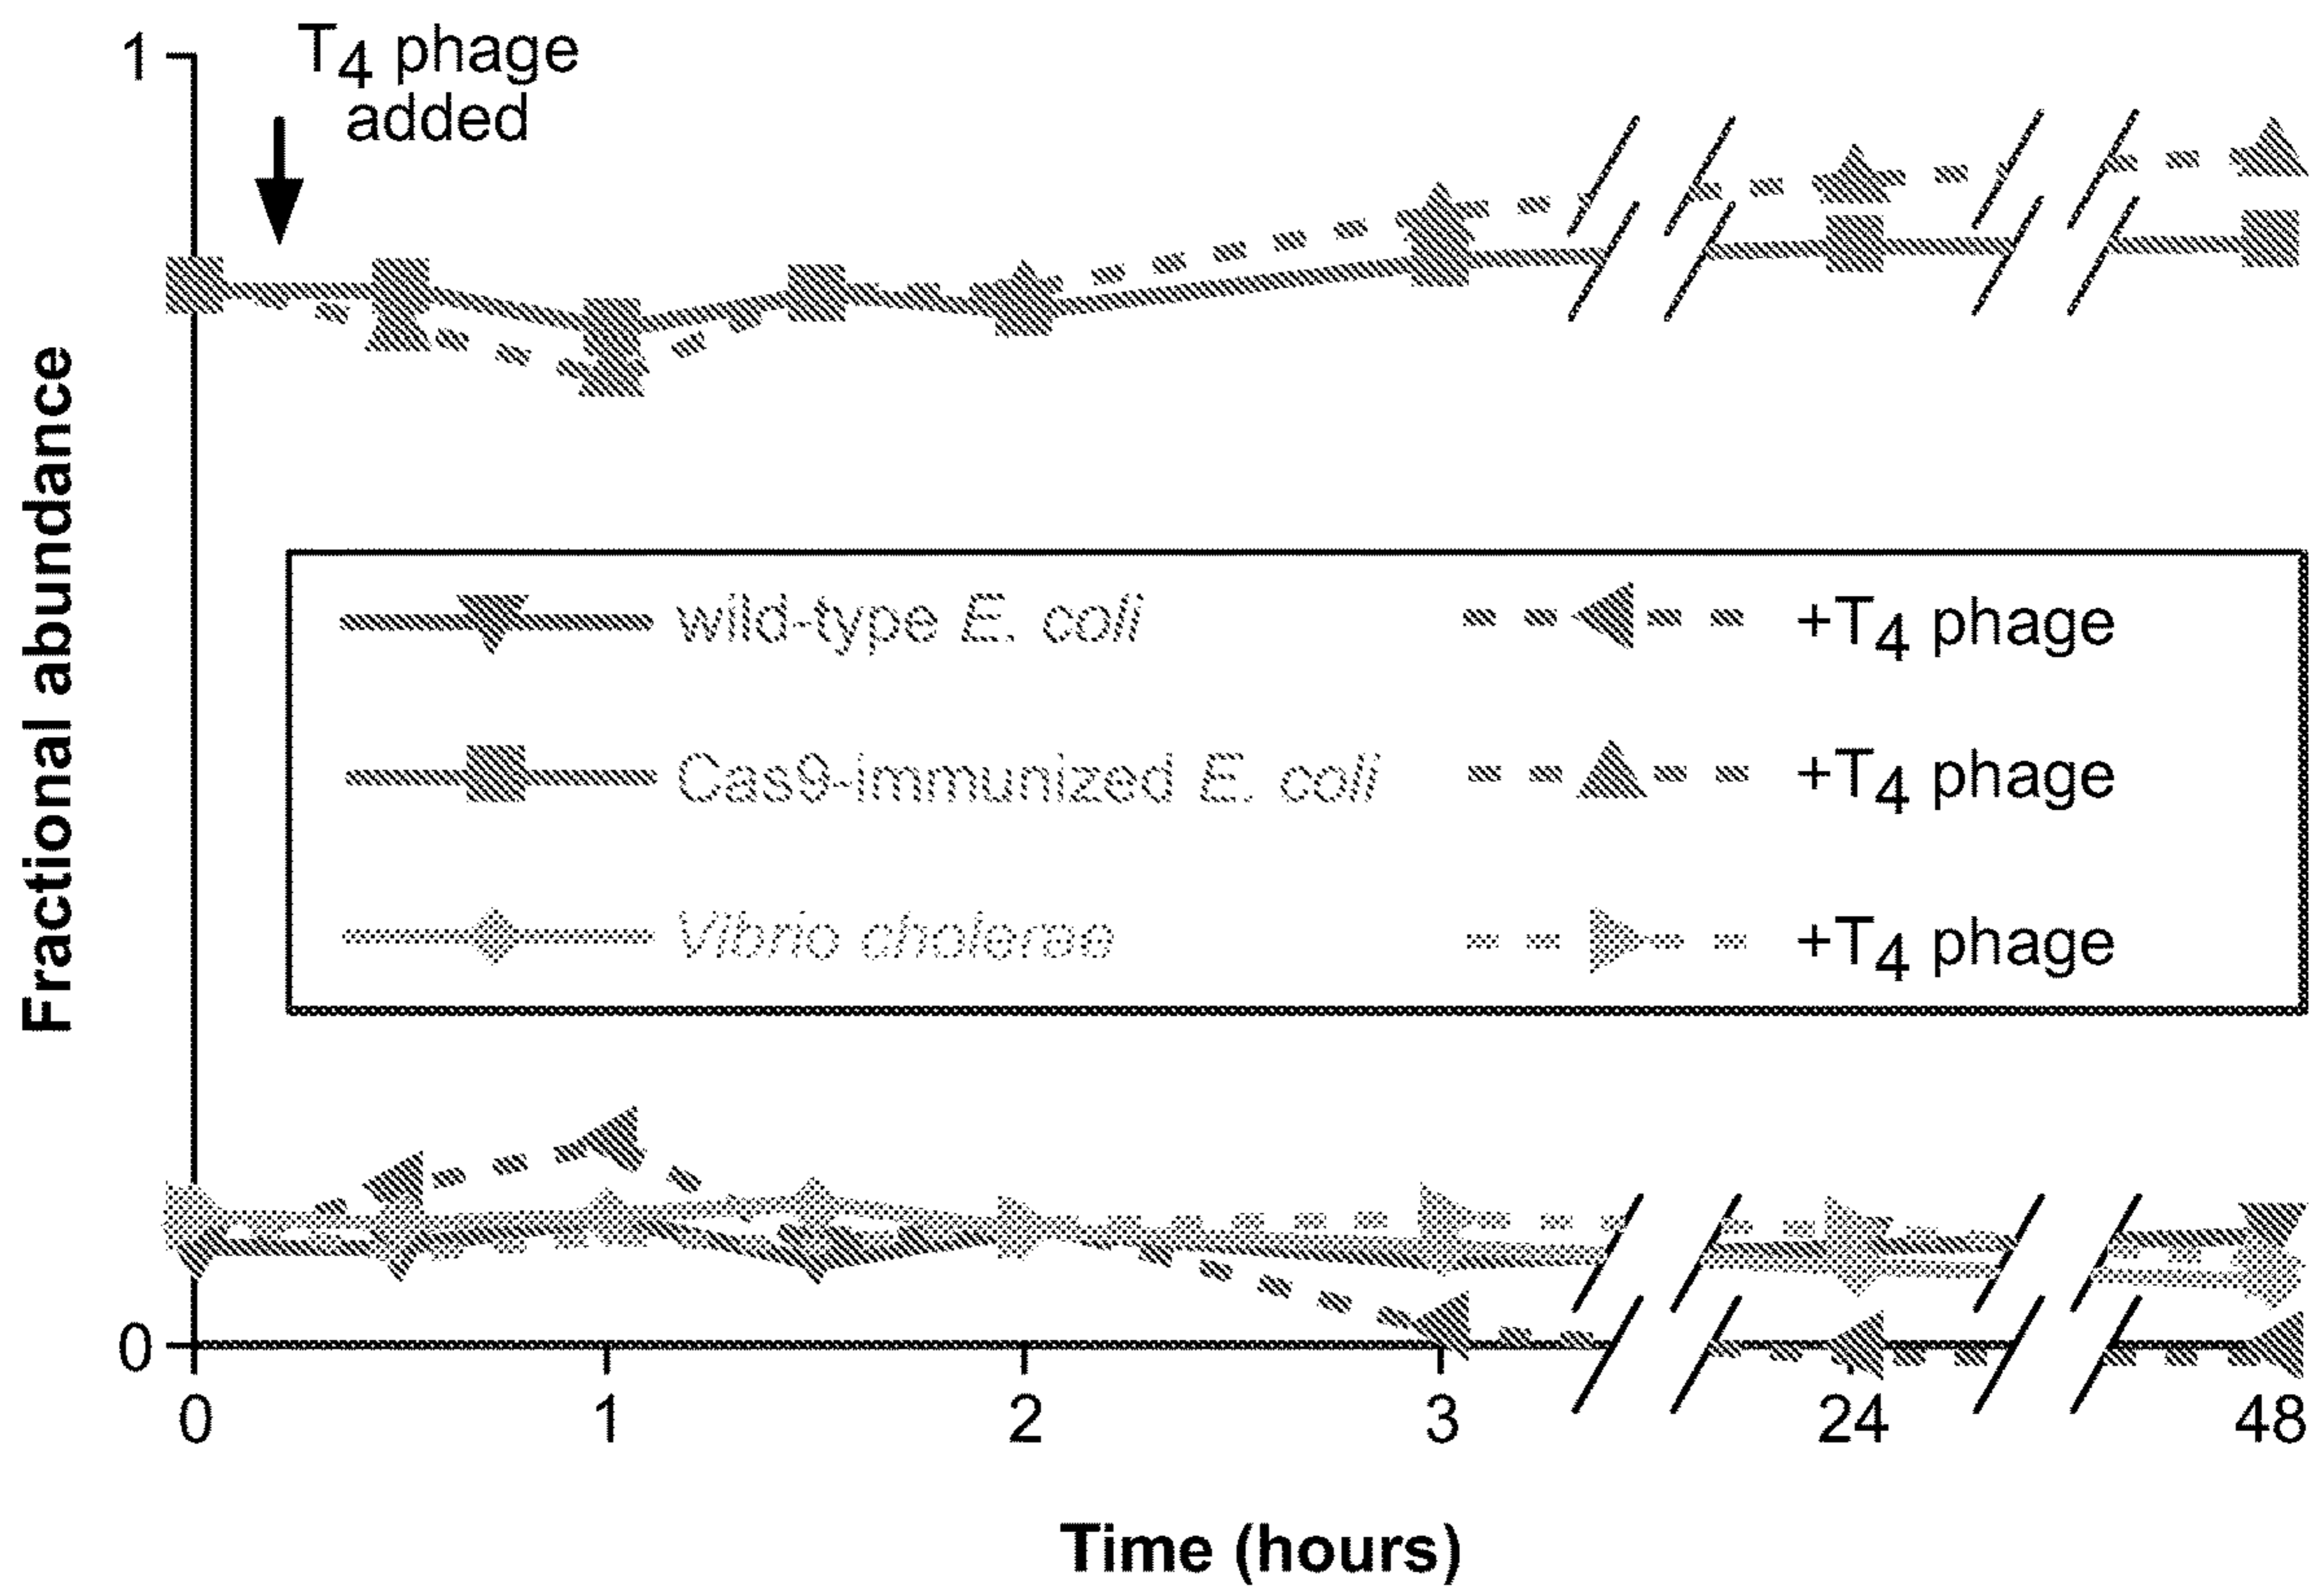 1
T4 phage
added
Fractional abundance
wild-type E. coli
+T4 phage
Cas9-immunized E. coli
+T4 phage
Vibrio cholerae
+T4 phage
0
0 1 2 3 24 48
Time (hours)